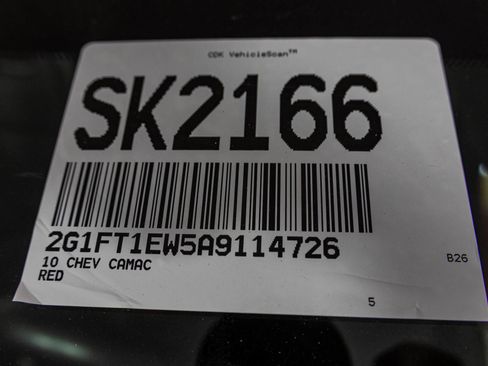 CDK VehicleScan™
SK2166
2G1FT1EW5A9114726
10 CHEV CAMAC
RED
B26
5